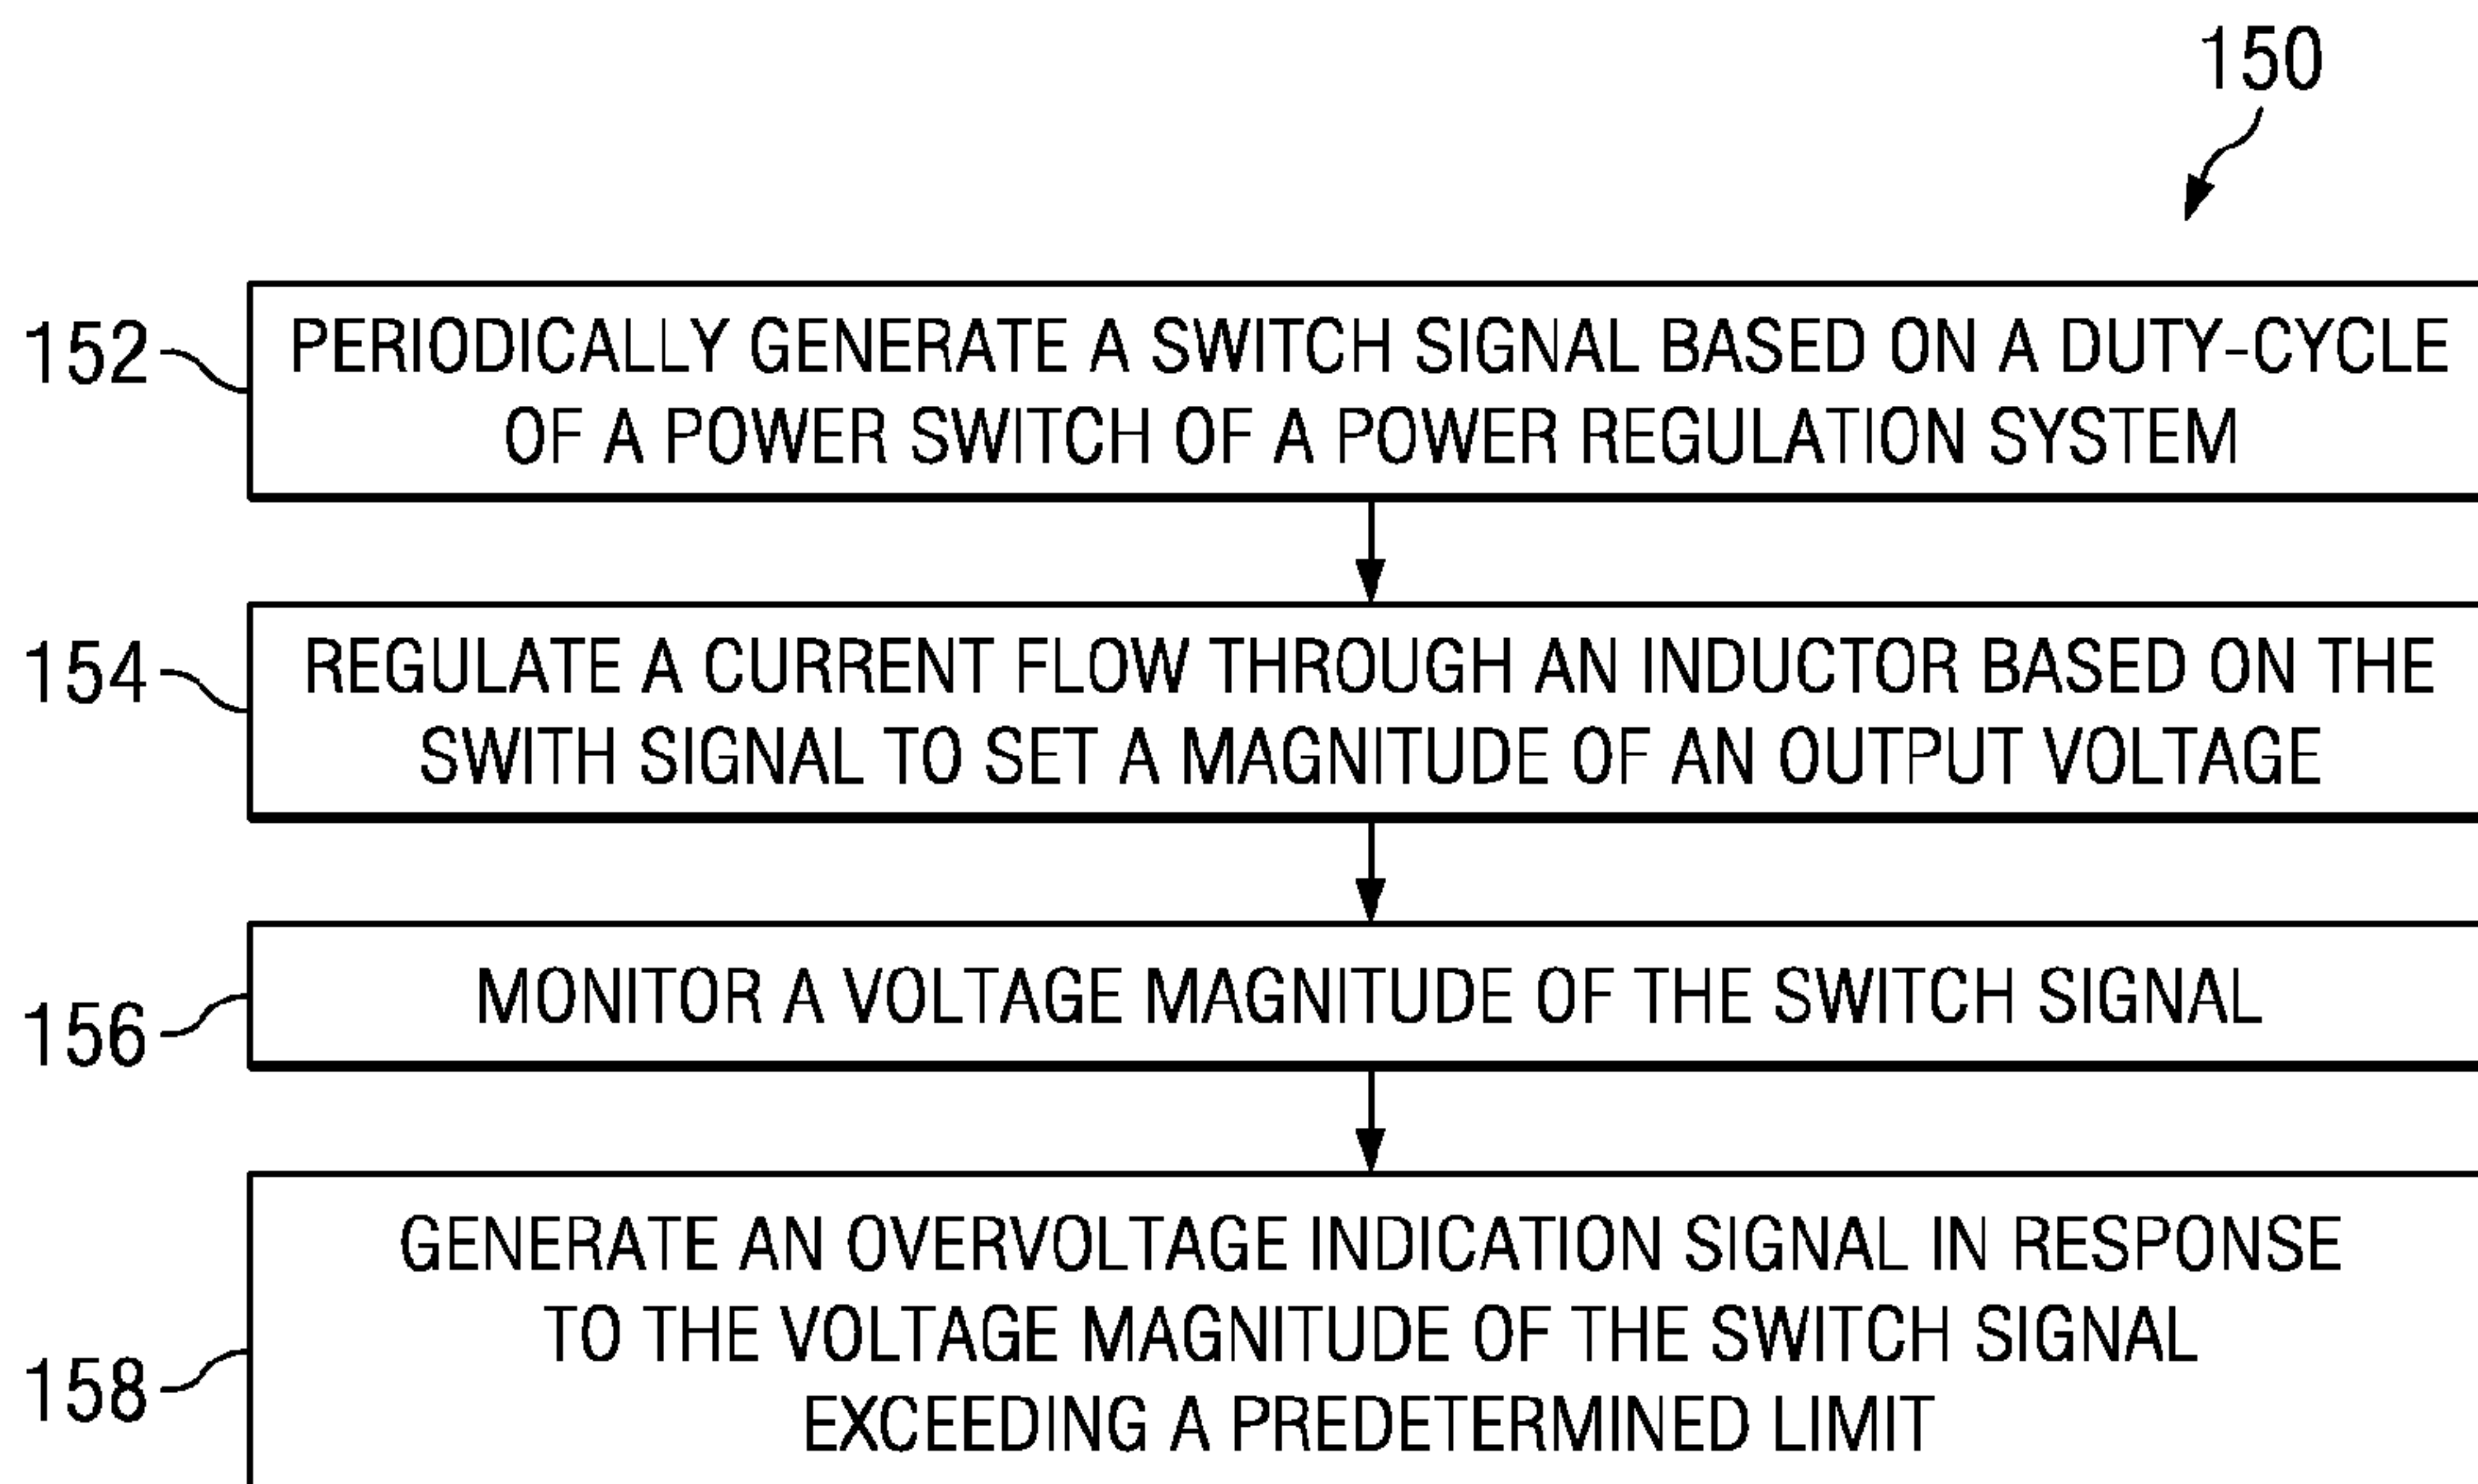 150
152
PERIODICALLY GENERATE A SWITCH SIGNAL BASED ON A DUTY-CYCLE
OF A POWER SWITCH OF A POWER REGULATION SYSTEM
154
REGULATE A CURRENT FLOW THROUGH AN INDUCTOR BASED ON THE
SWITH SIGNAL TO SET A MAGNITUDE OF AN OUTPUT VOLTAGE
156
MONITOR A VOLTAGE MAGNITUDE OF THE SWITCH SIGNAL
158
GENERATE AN OVERVOLTAGE INDICATION SIGNAL IN RESPONSE
TO THE VOLTAGE MAGNITUDE OF THE SWITCH SIGNAL
EXCEEDING A PREDETERMINED LIMIT